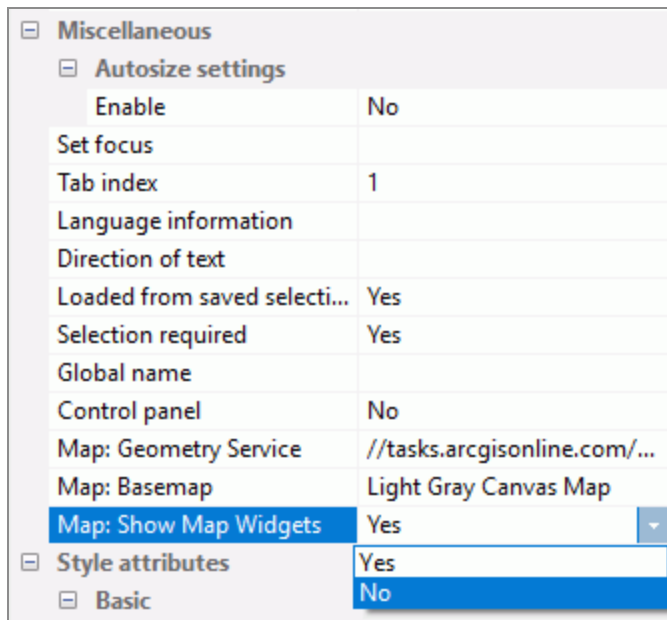 Miscellaneous
Autosize settings
Enable No
Set focus
Tab index 1
Language information
Direction of text
Loaded from saved selecti... Yes
Selection required Yes
Global name
Control panel No
Map: Geometry Service //tasks.arcgisonline.com/...
Map: Basemap Light Gray Canvas Map
Map: Show Map Widgets Yes
Style attributes Yes
Basic No